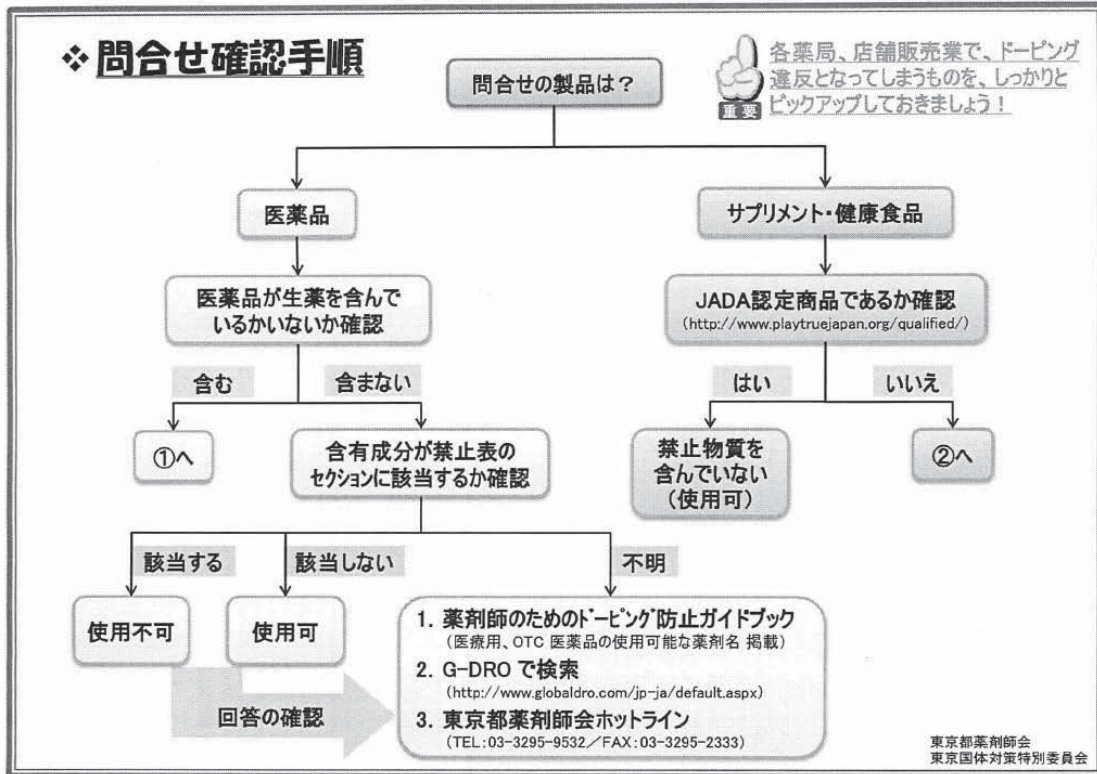 ❖問合せ確認手順
問合せの製品は？
重要
各薬局、店舗販売業で、ドーピング
違反となってしまうものを、しっかりと
ピックアップしておきましょう！
医薬品
サプリメント・健康食品
医薬品が生薬を含んで
いるかいないか確認
JADA認定商品であるか確認
(http://www.playtruejapan.org/qualified/)
含む
含まない
はい
いいえ
①へ
含有成分が禁止表の
セクションに該当するか確認
禁止物質を
含んでいない
(使用可)
②へ
該当する
該当しない
不明
使用不可
使用可
1. 薬剤師のためのドーピング防止ガイドブック
(医療用、OTC 医薬品の使用可能な薬剤名 掲載)
2. G-DRO で検索
(http://www.globaldro.com/jp-ja/default.aspx)
3. 東京都薬剤師会ホットライン
(TEL:03-3295-9532／FAX:03-3295-2333)
回答の確認
東京都薬剤師会
東京国体対策特別委員会